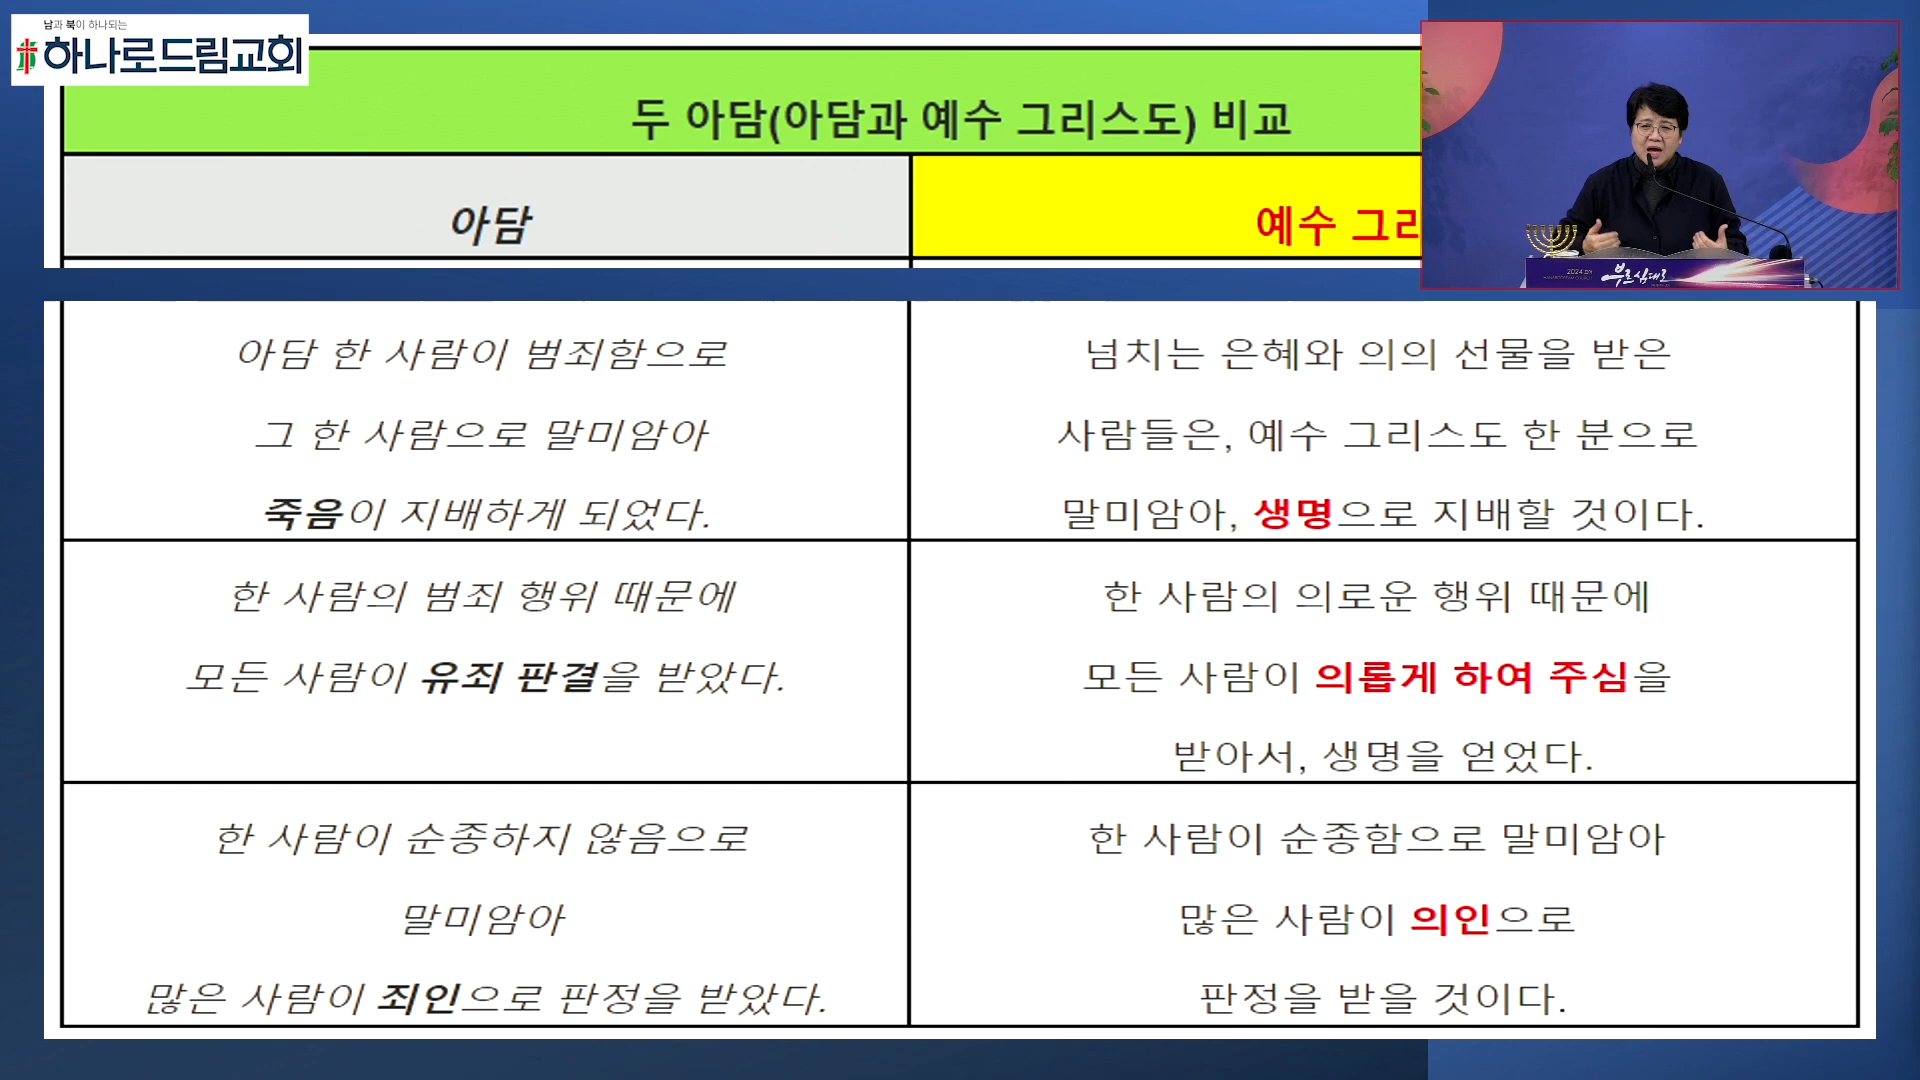 남과 북이 하나되는
하나로드림교회
두 아담(아담과 예수 그리스도) 비교
아담
예수 그리
아담 한 사람이 범죄함으로
그 한 사람으로 말미암아
죽음이 지배하게 되었다.
넘치는 은혜와 의의 선물을 받은
사람들은, 예수 그리스도 한 분으로
말미암아, 생명으로 지배할 것이다.
한 사람의 범죄 행위 때문에
모든 사람이 유죄 판결을 받았다.
한 사람의 의로운 행위 때문에
모든 사람이 의롭게 하여 주심을
받아서, 생명을 얻었다.
한 사람이 순종하지 않음으로
말미암아
많은 사람이 죄인으로 판정을 받았다.
한 사람이 순종함으로 말미암아
많은 사람이 의인으로
판정을 받을 것이다.
2024